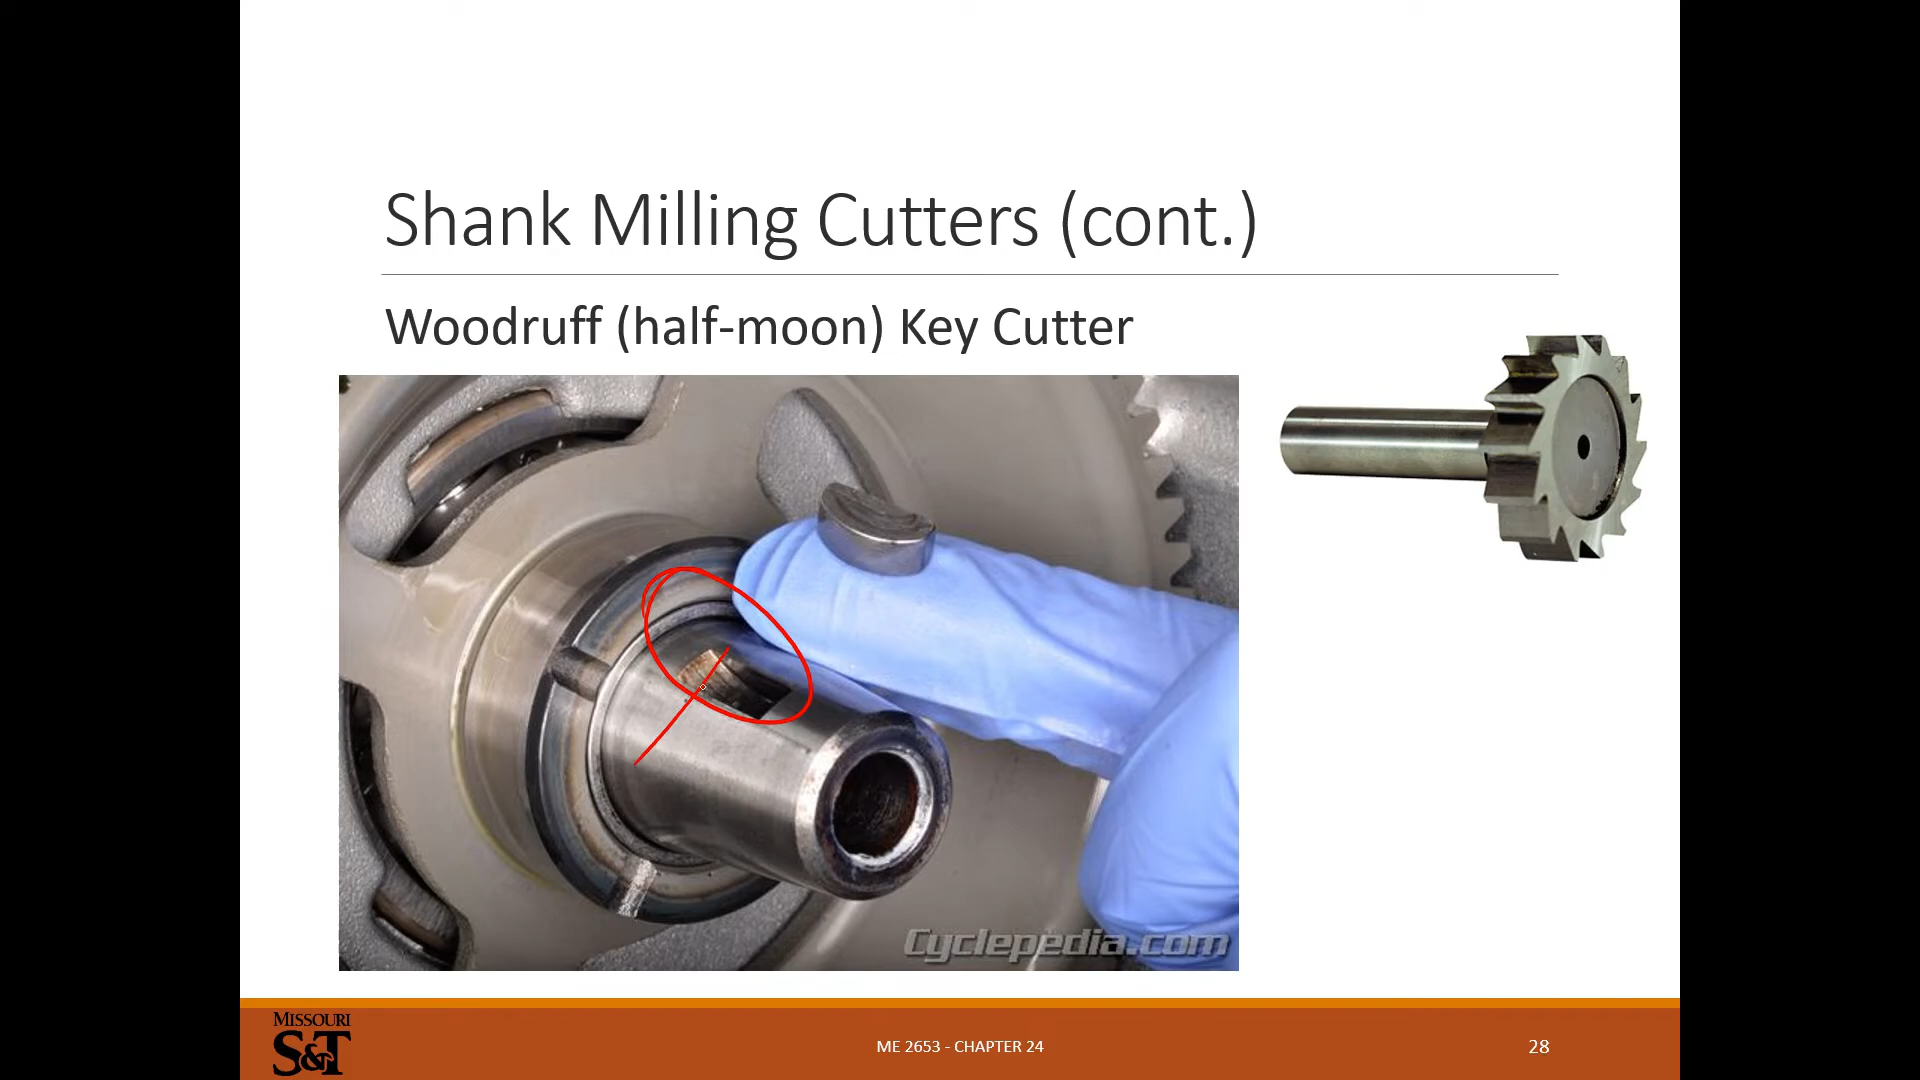 Shank Milling Cutters (cont.)
Woodruff (half-moon) Key Cutter
Cyclepedia.com
MISSOURI
S&T
ME 2653 - CHAPTER 24
28